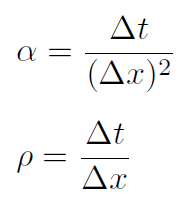 α = Δt / (Δx)²
ρ = Δt / Δx